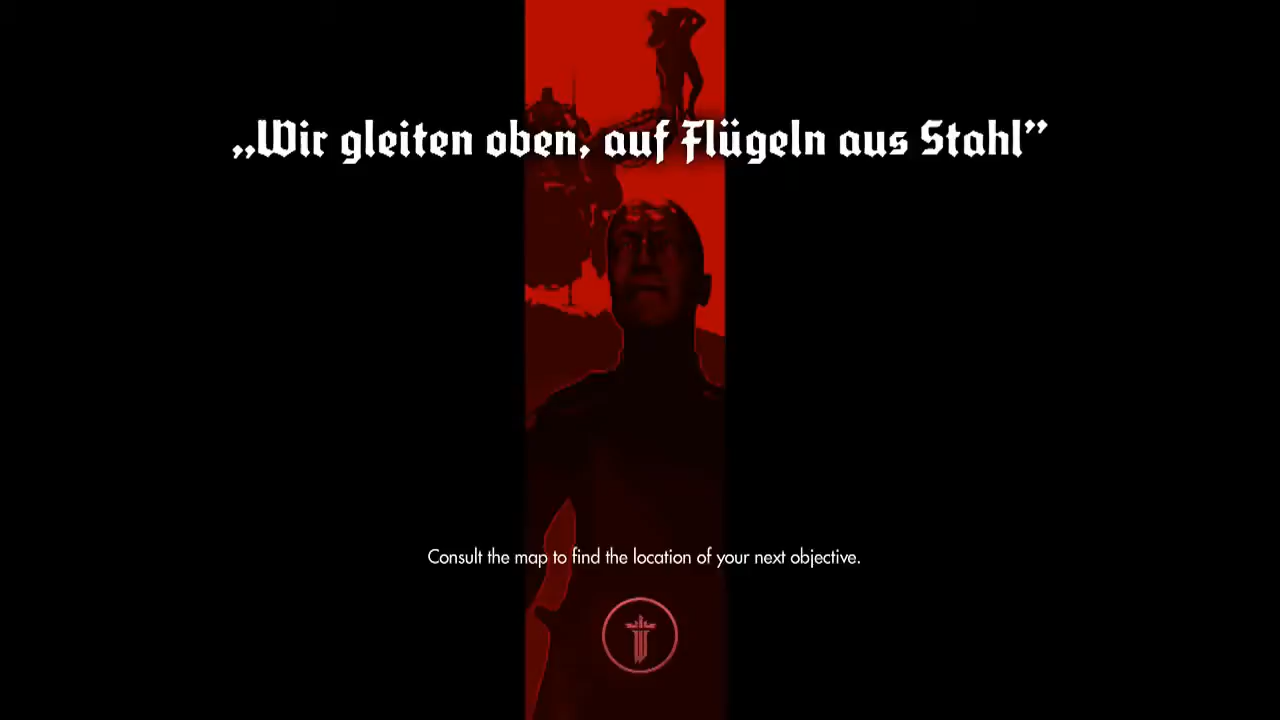 „Wir gleiten oben, auf Flügeln aus Stahl”
Consult the map to find the location of your next objective.